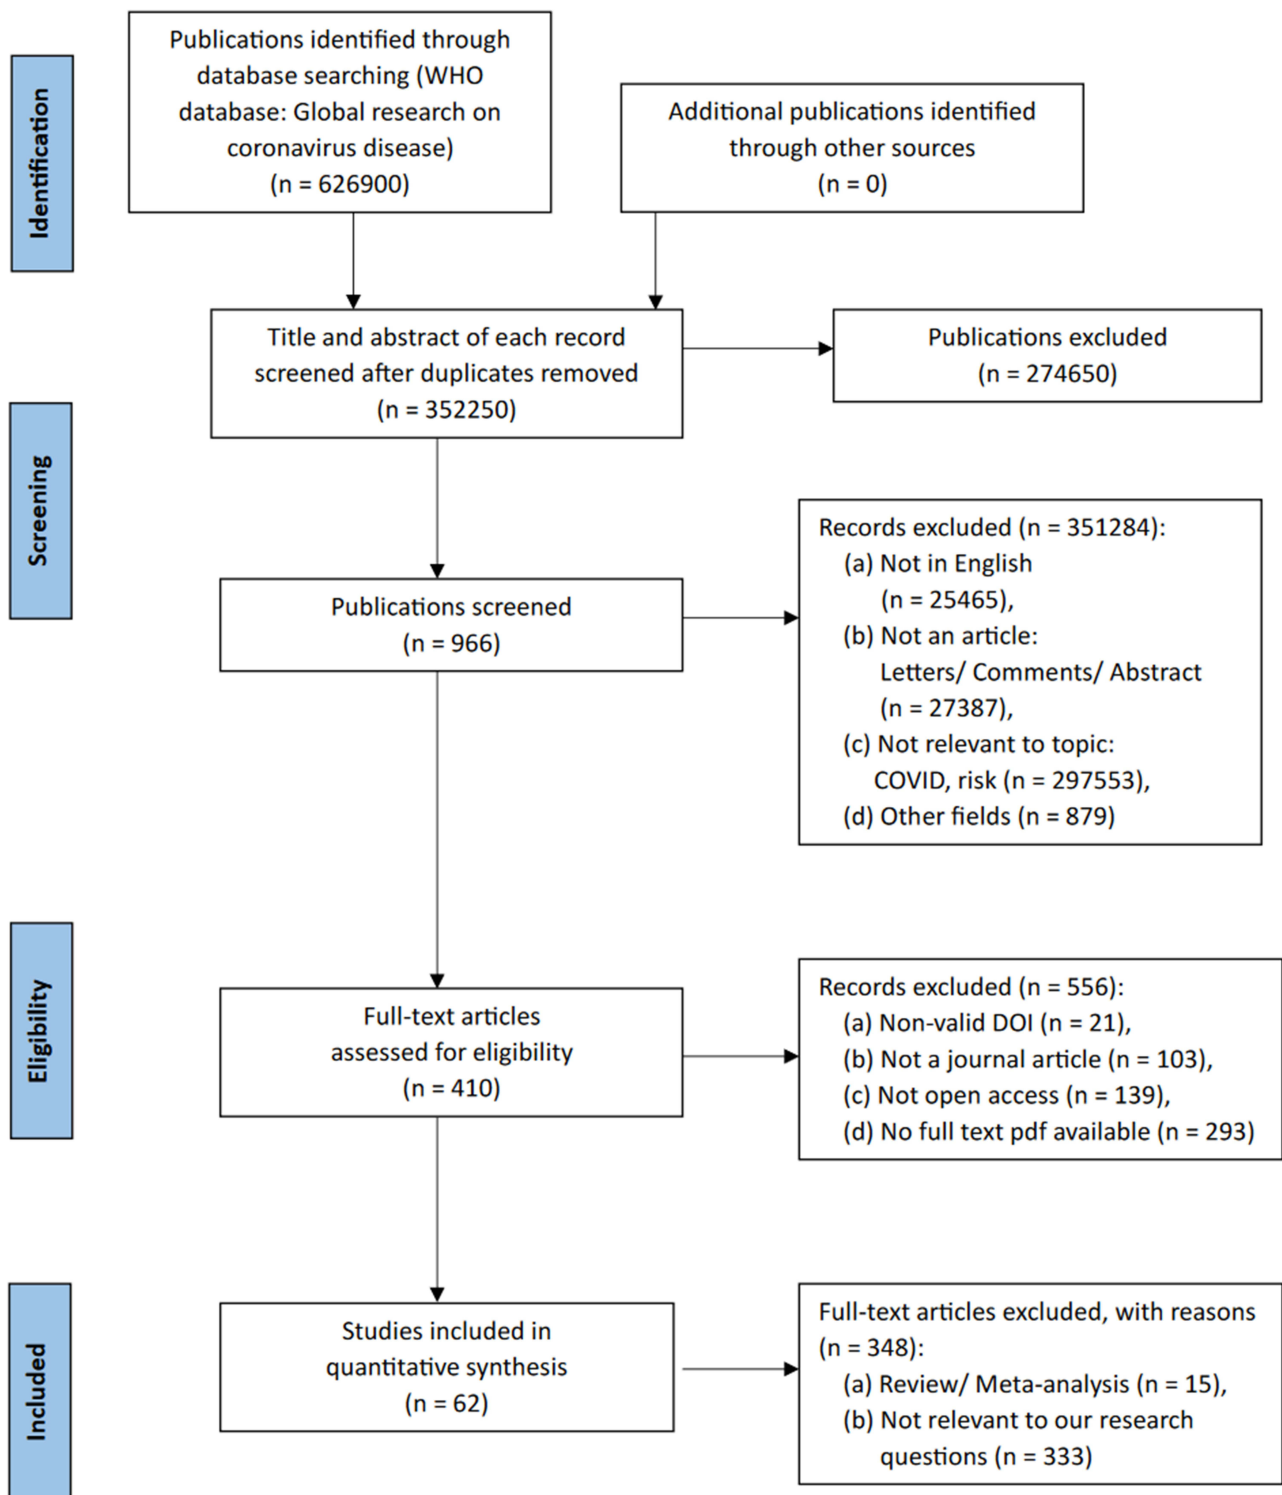 Identification
Publications identified through
database searching (WHO
database: Global research on
coronavirus disease)
(n = 626900)
Additional publications identified
through other sources
(n = 0)
Screening
Title and abstract of each record
screened after duplicates removed
(n = 352250)
Publications excluded
(n = 274650)
Publications screened
(n = 966)
Records excluded (n = 351284):
(a) Not in English
(n = 25465),
(b) Not an article:
Letters/ Comments/ Abstract
(n = 27387),
(c) Not relevant to topic:
COVID, risk (n = 297553),
(d) Other fields (n = 879)
Eligibility
Full-text articles
assessed for eligibility
(n = 410)
Records excluded (n = 556):
(a) Non-valid DOI (n = 21),
(b) Not a journal article (n = 103),
(c) Not open access (n = 139),
(d) No full text pdf available (n = 293)
Included
Studies included in
quantitative synthesis
(n = 62)
Full-text articles excluded, with reasons
(n = 348):
(a) Review/ Meta-analysis (n = 15),
(b) Not relevant to our research
questions (n = 333)